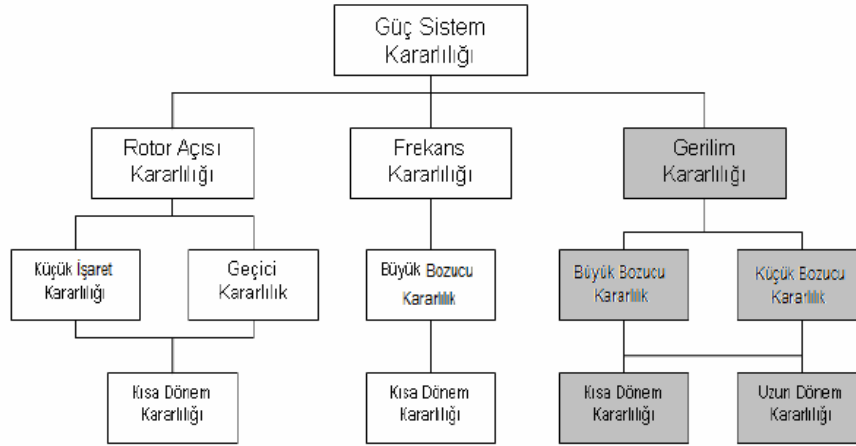 Güç Sistem
Kararlılığı
Rotor Açısı
Kararlılığı
Frekans
Kararlılığı
Gerilim
Kararlılığı
Küçük İşaret
Kararlılığı
Geçici
Kararlılık
Büyük Bozucu
Kararlılık
Büyük Bozucu
Kararlılık
Küçük Bozucu
Kararlılık
Kısa Dönem
Kararlılığı
Kısa Dönem
Kararlılığı
Kısa Dönem
Kararlılığı
Uzun Dönem
Kararlılığı